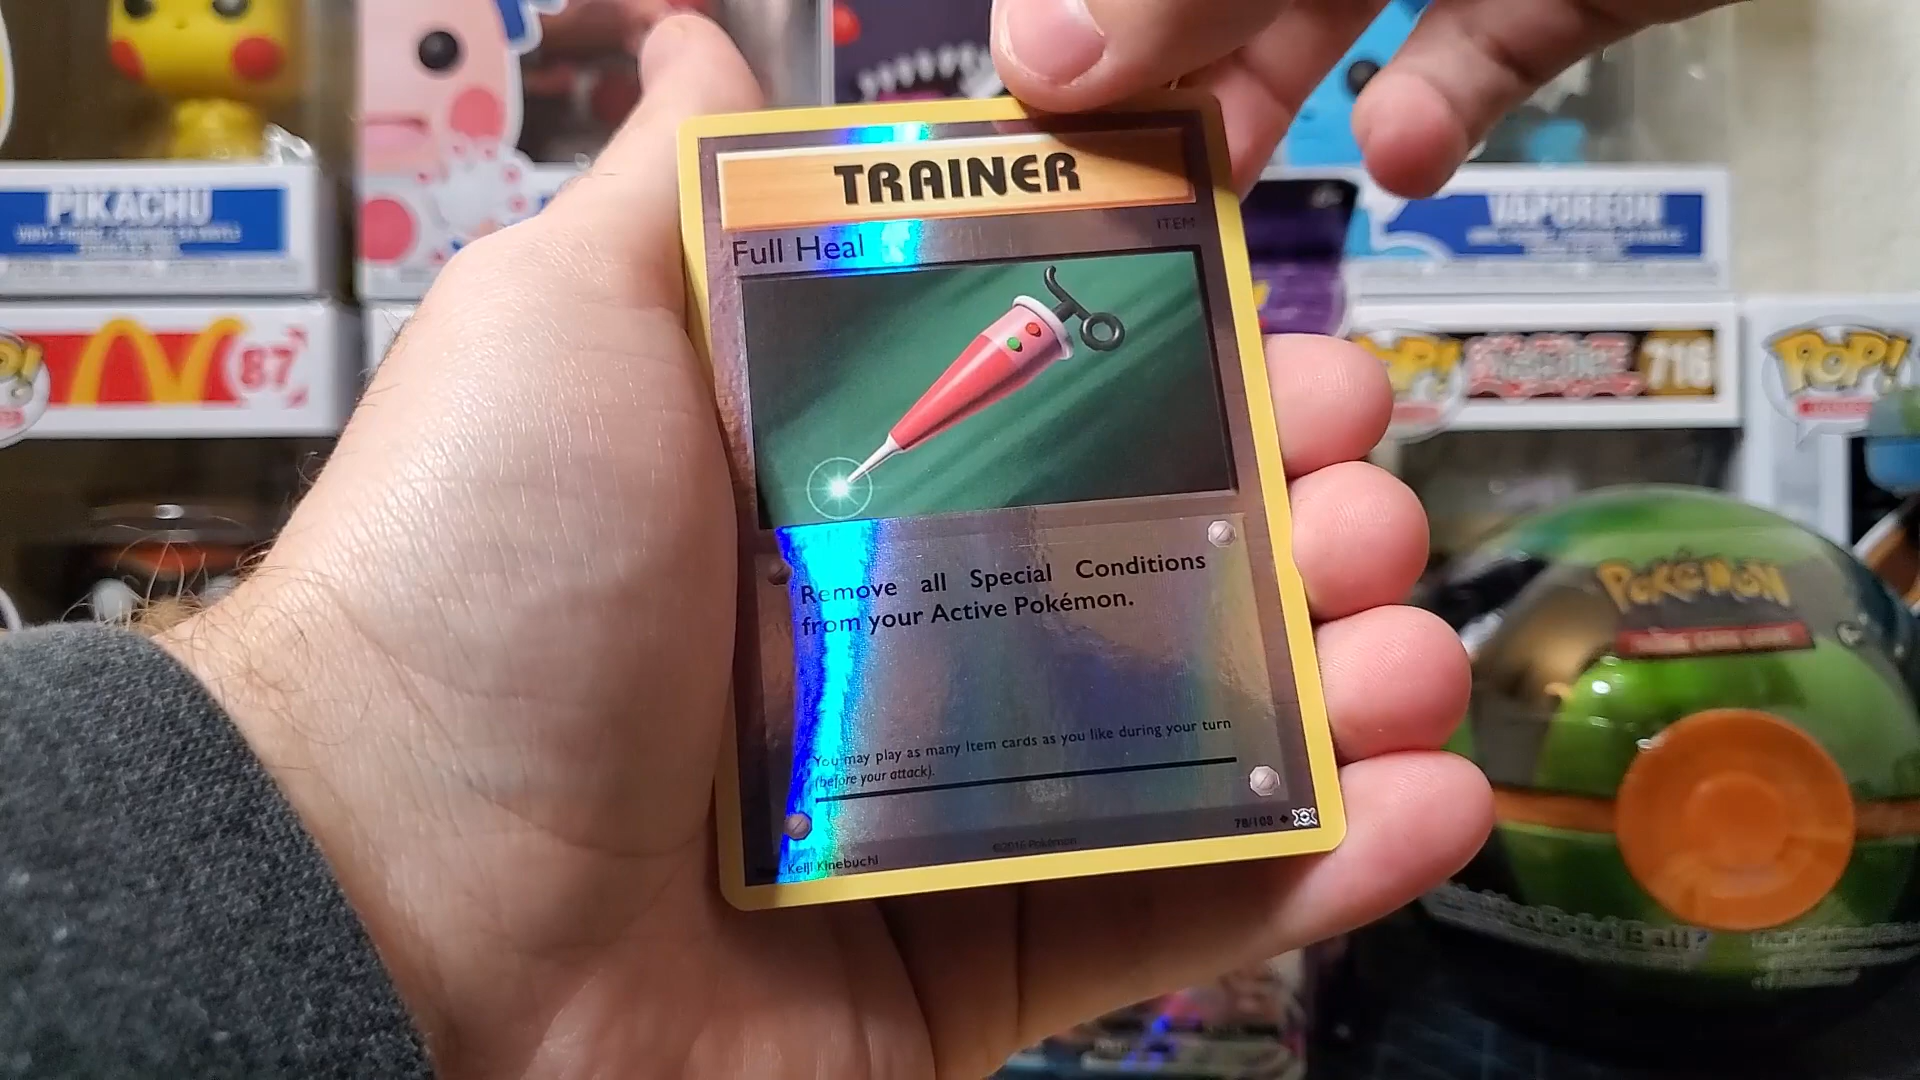 PIKACHU
VAPOREON
87
POP!
716
POP!
TRAINER
ITEM
Full Heal
Remove all Special Conditions
from your Active Pokémon.
You may play as many Item cards as you like during your turn
(before your attack).
78/108
©2016 Pokémon
Keiji Kinebuchi
POKéMON